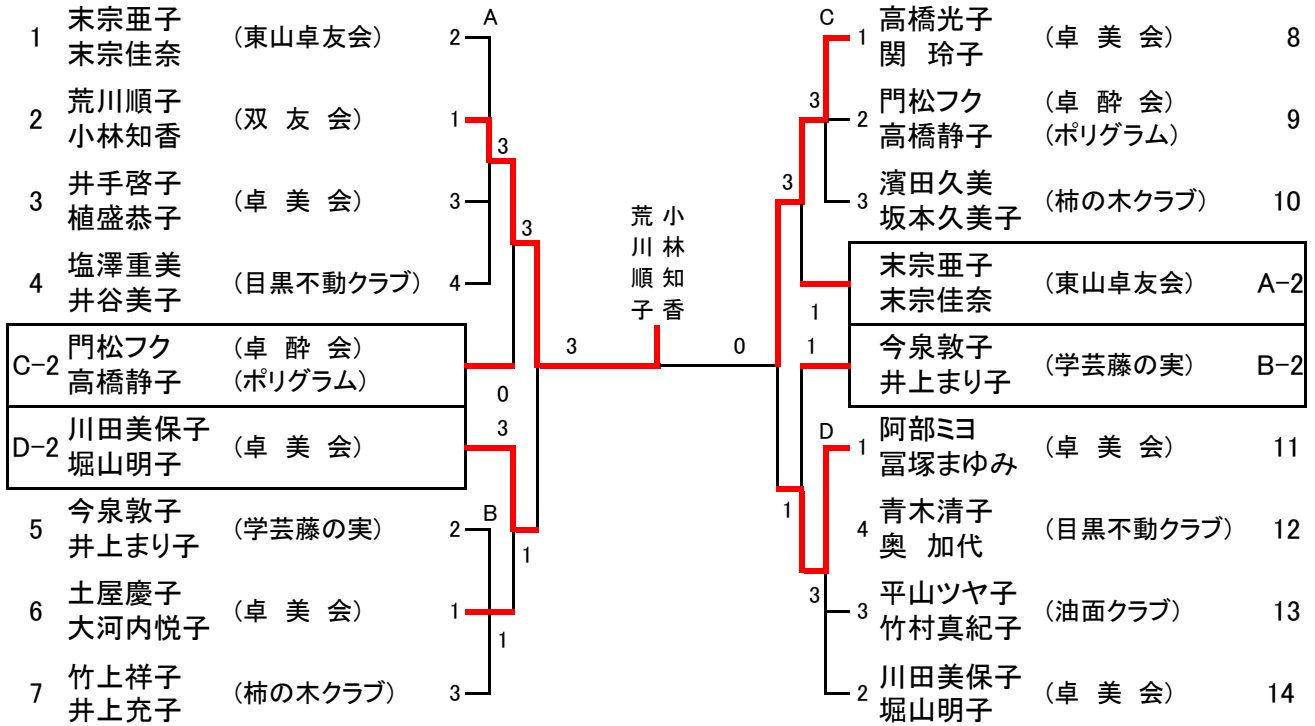 A
1 末宗亜子 末宗佳奈 (東山卓友会) 2
2 荒川順子 小林知香 (双 友 会) 1
3
3 井手啓子 植盛恭子 (卓 美 会) 3
3
4 塩澤重美 井谷美子 (目黒不動クラブ) 4
C-2 門松フク 高橋静子 (卓 酔 会) (ポリグラム)
0
D-2 川田美保子 堀山明子 (卓 美 会)
3
B
5 今泉敦子 井上まり子 (学芸藤の実) 2
1
6 土屋慶子 大河内悦子 (卓 美 会) 1
1
7 竹上祥子 井上充子 (柿の木クラブ) 3
荒川順子
小林知香
3
0
C
1 高橋光子 関 玲子 (卓 美 会) 8
3
2 門松フク 高橋静子 (卓 酔 会) (ポリグラム) 9
3
3 濱田久美 坂本久美子 (柿の木クラブ) 10
末宗亜子 末宗佳奈 (東山卓友会) A-2
1
1
今泉敦子 井上まり子 (学芸藤の実) B-2
D
1 阿部ミヨ 冨塚まゆみ (卓 美 会) 11
1
4 青木清子 奥 加代 (目黒不動クラブ) 12
3
3 平山ツヤ子 竹村真紀子 (油面クラブ) 13
2 川田美保子 堀山明子 (卓 美 会) 14